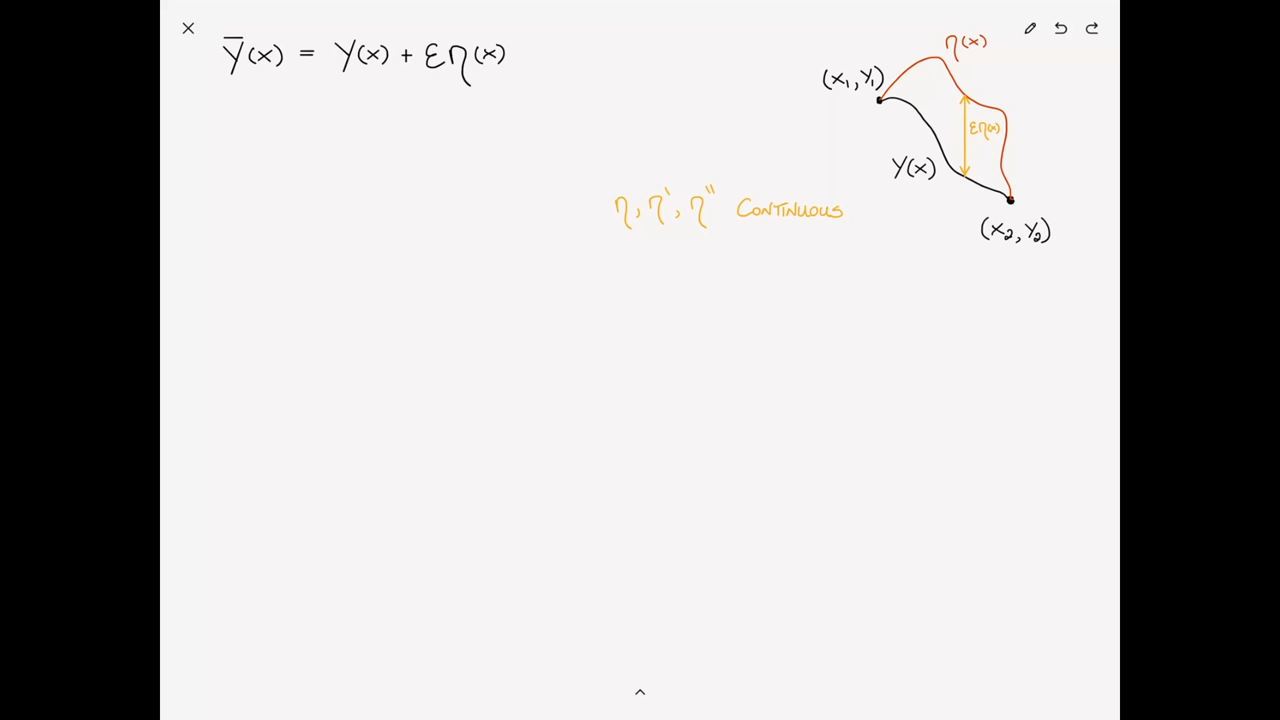 Ȳ(x) = Y(x) + εη(x)
η(x)
(x₁, Y₁)
εη(x)
Y(x)
η, η', η" CONTINUOUS
(x₂, Y₂)